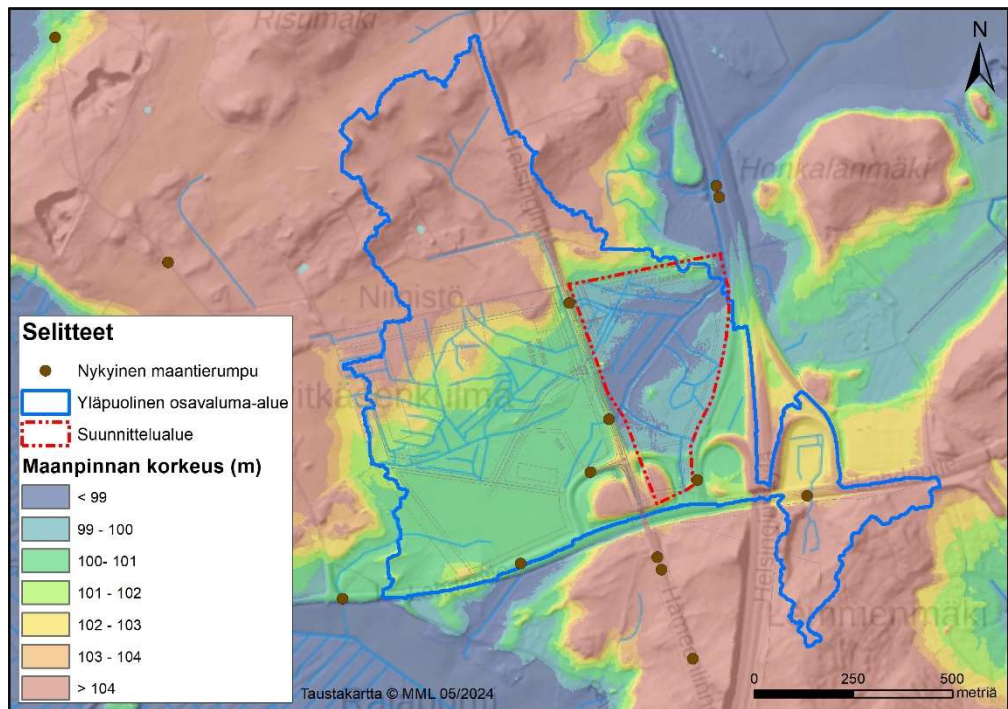 Risumäki
N
Honkalanmäki
Niinistö
Selitteet
Nykyinen maantierumpu
Yläpuolinen osavaluma-alue
Suunnittelualue
Maanpinnan korkeus (m)
< 99
99 - 100
100- 101
101 - 102
102 - 103
103 - 104
> 104
Lammenmäki
Taustakartta © MML 05/2024
0 250 500
metriä